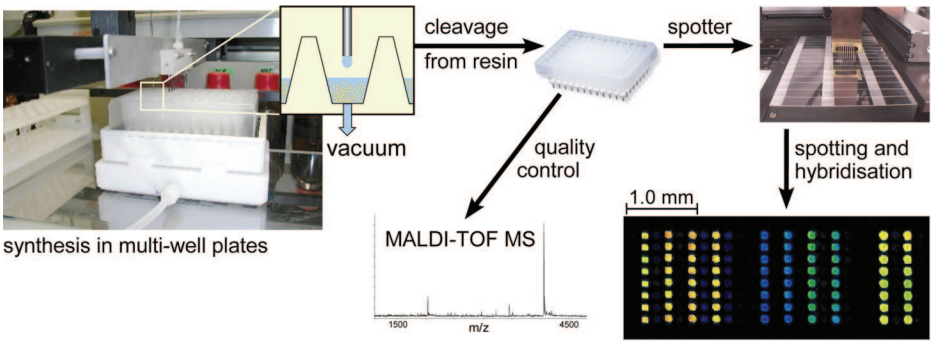 cleavage
from resin
spotter
vacuum
quality
control
spotting and
hybridisation
1.0 mm
synthesis in multi-well plates
MALDI-TOF MS
1500
m/z
4500